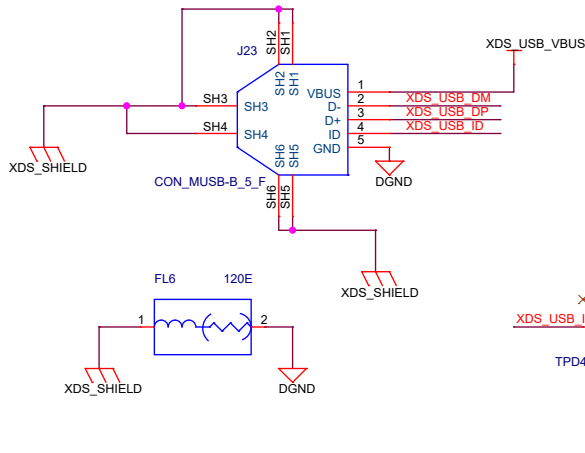 SH2
SH1
J23
XDS_USB_VBUS
SH2
SH1
VBUS
1
SH3
SH3
D-
2
XDS_USB_DM
D+
3
XDS_USB_DP
SH4
SH4
ID
4
XDS_USB_ID
SH6
SH5
GND
5
XDS_SHIELD
CON_MUSB-B_5_F
DGND
SH6
SH5
XDS_SHIELD
FL6
120E
1
2
XDS_USB_I
TPD4
XDS_SHIELD
DGND